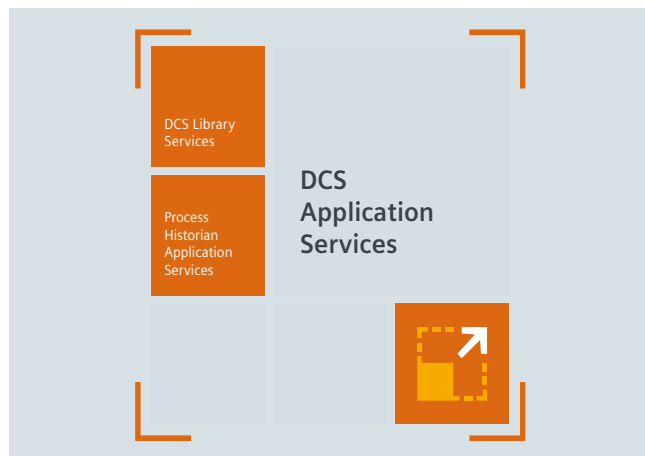 DCS Library
Services
Process
Historian
Application
Services
DCS
Application
Services